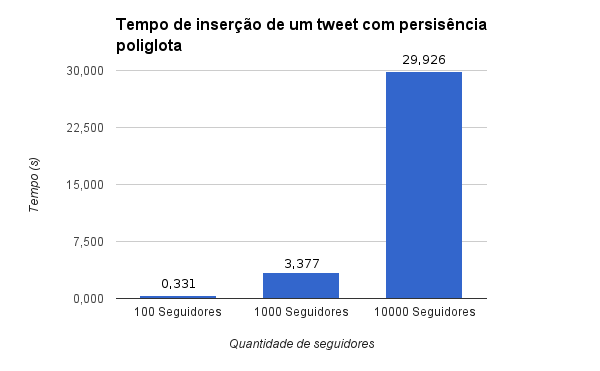 Tempo de inserção de um tweet com persisência
poliglota
29,926
30,000
22,500
15,000
7,500
3,377
0,331
0,000
Tempo (s)
100 Seguidores 1000 Seguidores 10000 Seguidores
Quantidade de seguidores